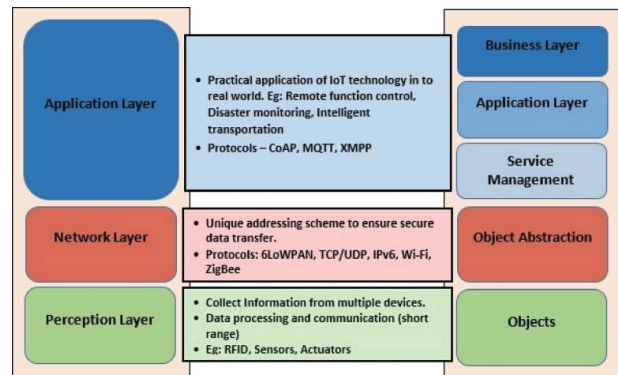 Application Layer
• Practical application of IoT technology in to
real world. Eg: Remote function control,
Disaster monitoring, Intelligent
transportation
• Protocols – CoAP, MQTT, XMPP
Business Layer
Application Layer
Service
Management
Network Layer
• Unique addressing scheme to ensure secure
data transfer.
• Protocols: 6LoWPAN, TCP/UDP, IPv6, Wi-Fi,
ZigBee
Object Abstraction
Perception Layer
• Collect Information from multiple devices.
• Data processing and communication (short
range)
• Eg: RFID, Sensors, Actuators
Objects